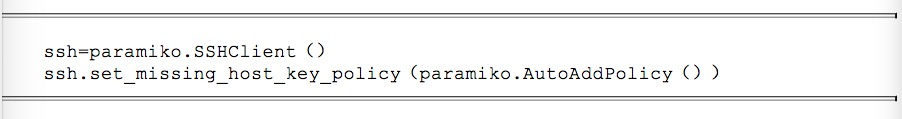 ssh=paramiko.SSHClient ()
ssh.set_missing_host_key_policy (paramiko.AutoAddPolicy () )